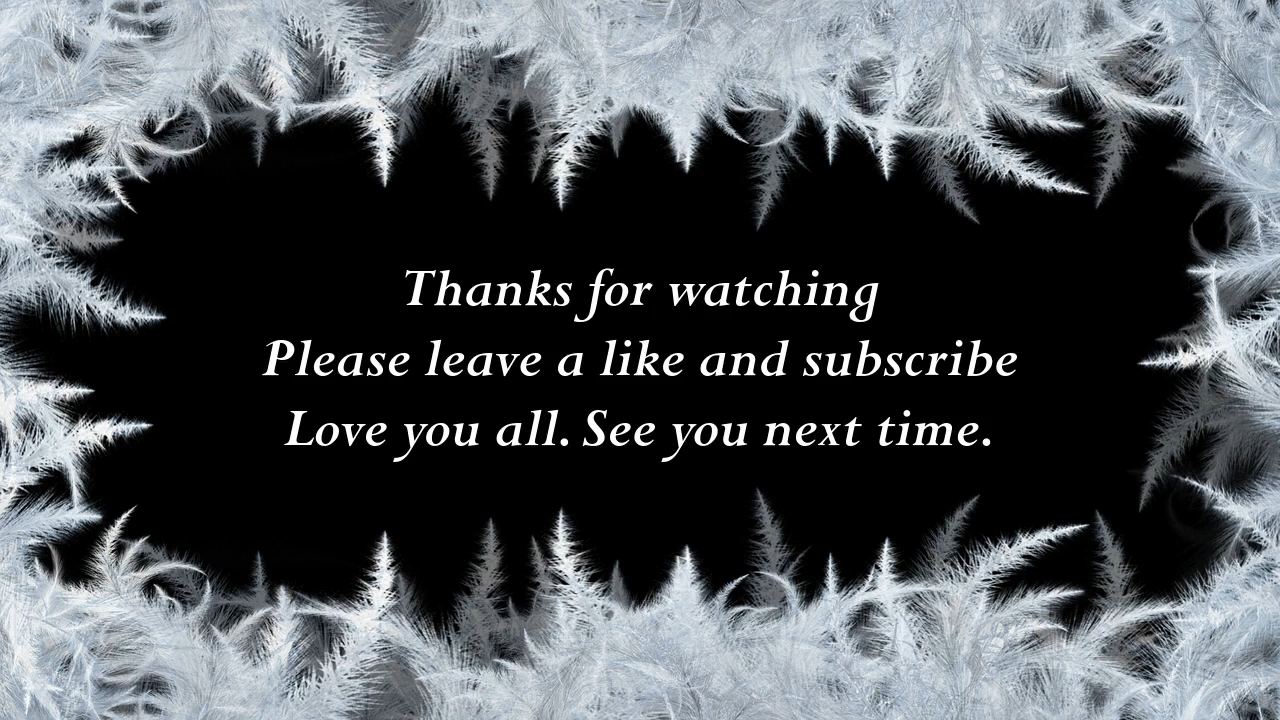 Thanks for watching
Please leave a like and subscribe
Love you all. See you next time.